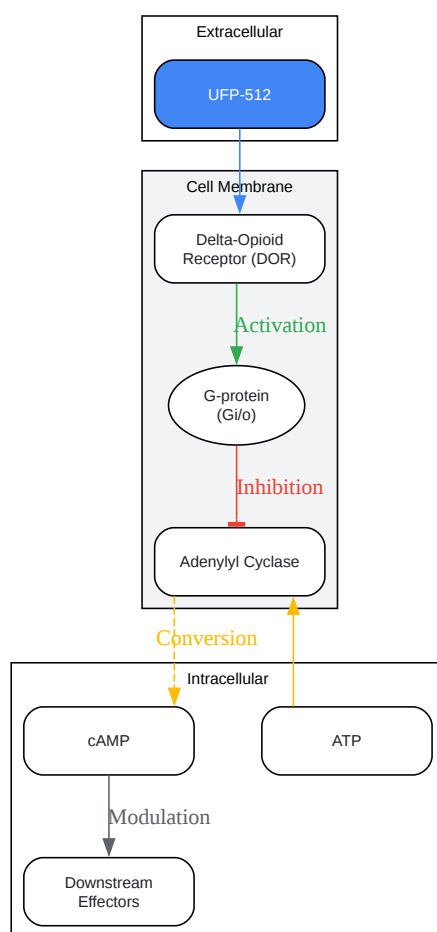 Extracellular
UFP-512
Cell Membrane
Delta-Opioid
Receptor (DOR)
Activation
G-protein
(Gi/o)
Inhibition
Adenylyl Cyclase
Conversion
Intracellular
cAMP
ATP
Modulation
Downstream
Effectors